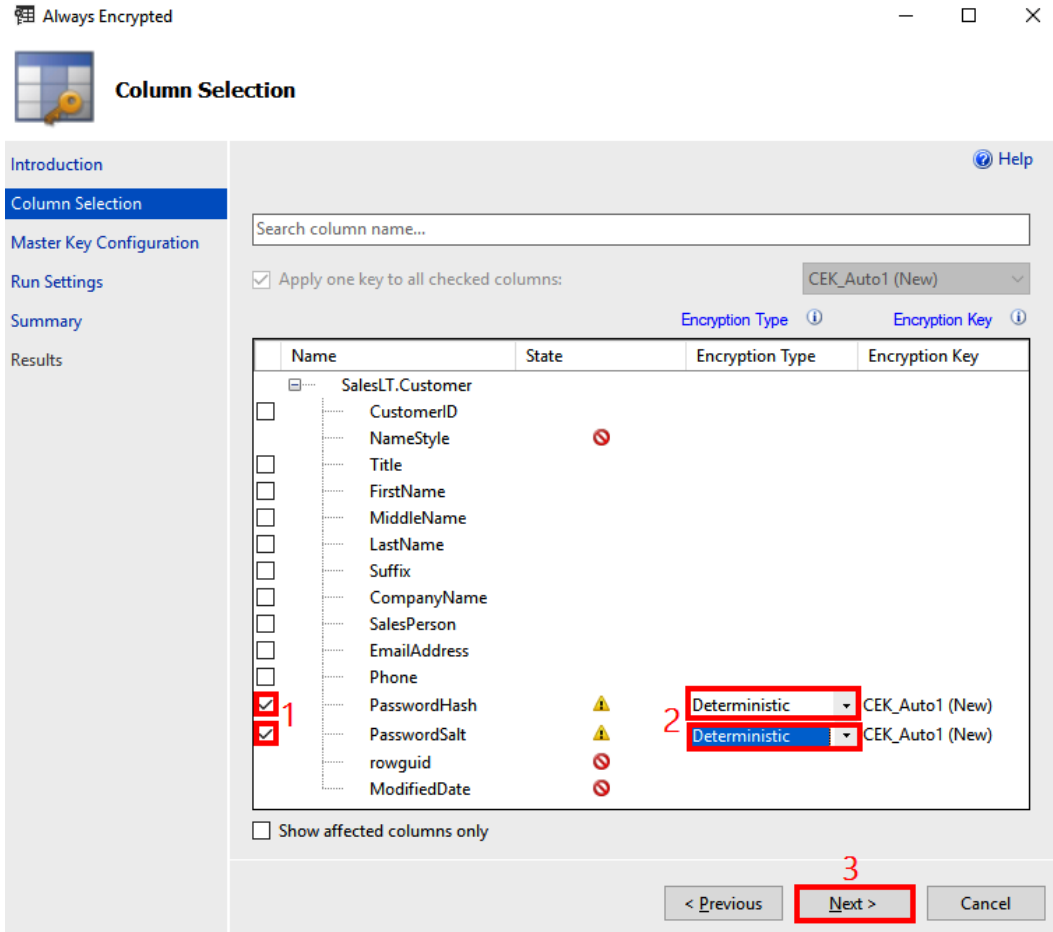 Always Encrypted
Column Selection
Introduction
Column Selection
Master Key Configuration
Run Settings
Summary
Results
Help
Search column name...
Apply one key to all checked columns: CEK_Auto1 (New)
Encryption Type Encryption Key
Name State Encryption Type Encryption Key
SalesLT.Customer
CustomerID
NameStyle
Title
FirstName
MiddleName
LastName
Suffix
CompanyName
SalesPerson
EmailAddress
Phone
1 PasswordHash 2 Deterministic CEK_Auto1 (New)
PasswordSalt Deterministic CEK_Auto1 (New)
rowguid
ModifiedDate
Show affected columns only
3
< Previous Next > Cancel